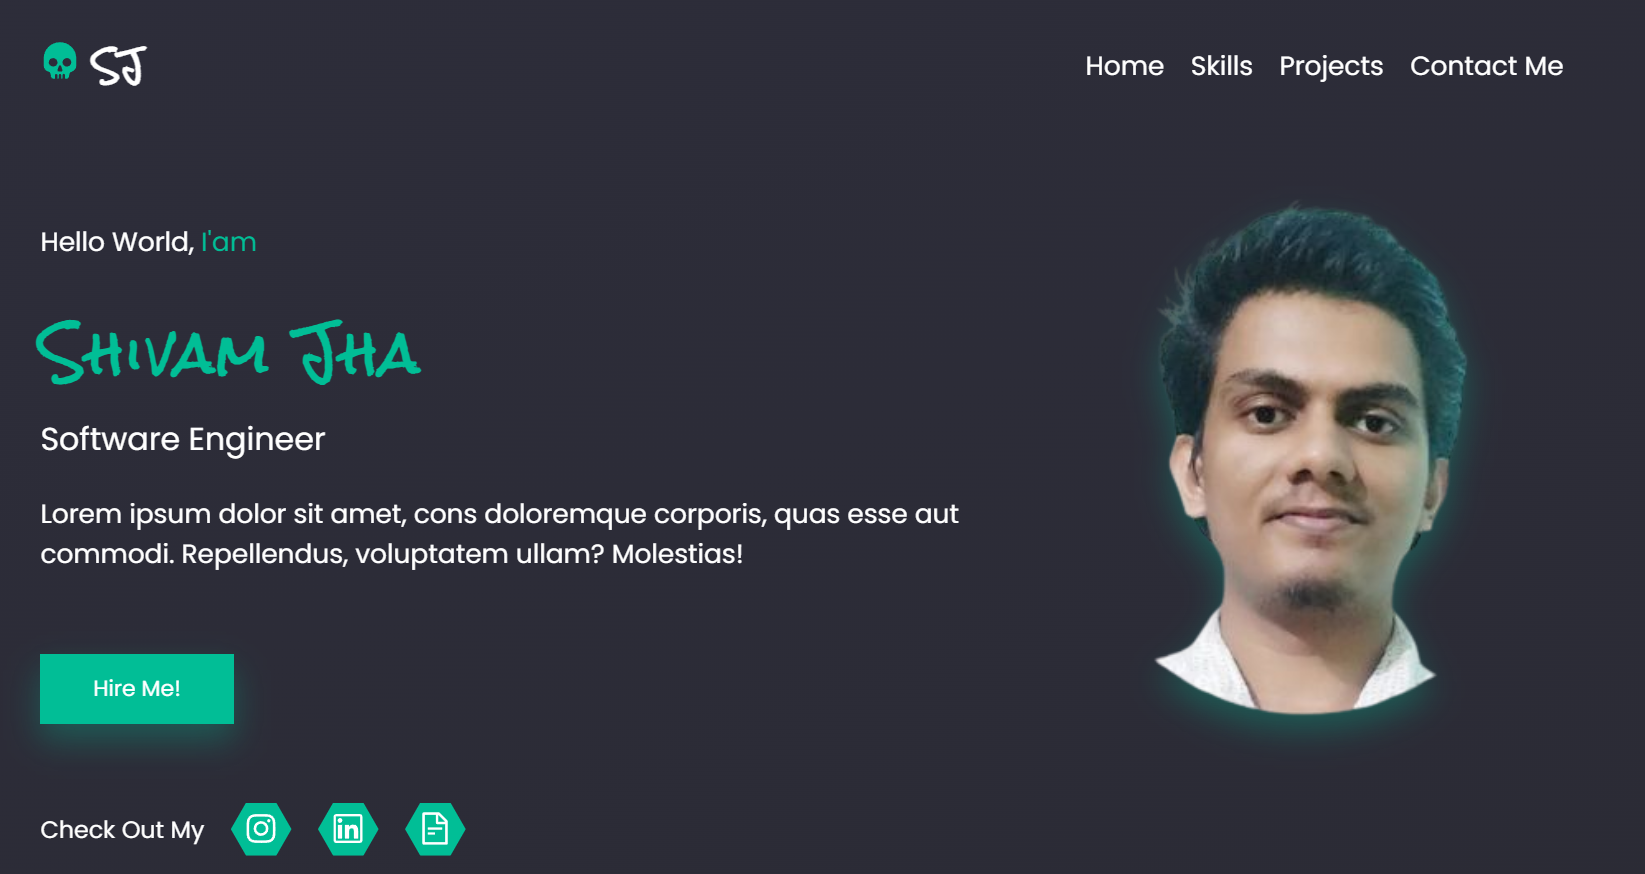 SJ
Home Skills Projects Contact Me
Hello World, I'am
Shivam Jha
Software Engineer
Lorem ipsum dolor sit amet, cons doloremque corporis, quas esse aut
commodi. Repellendus, voluptatem ullam? Molestias!
Hire Me!
Check Out My in